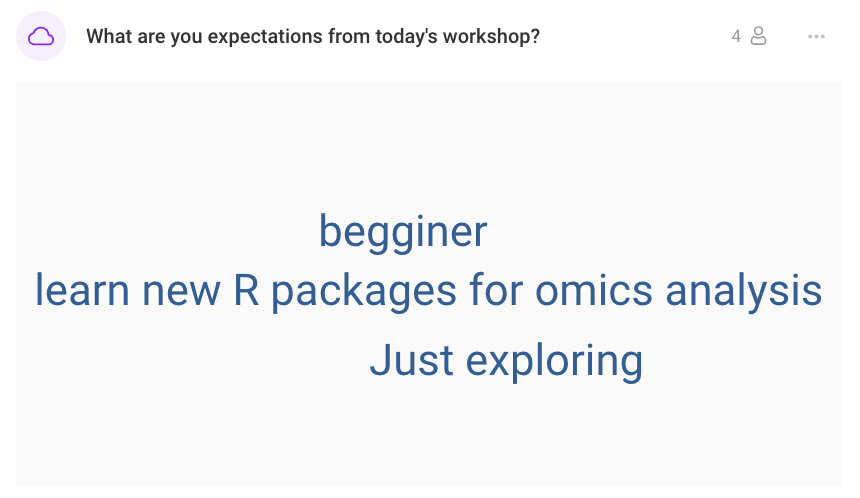 What are you expectations from today's workshop?
4
begginer
learn new R packages for omics analysis
Just exploring